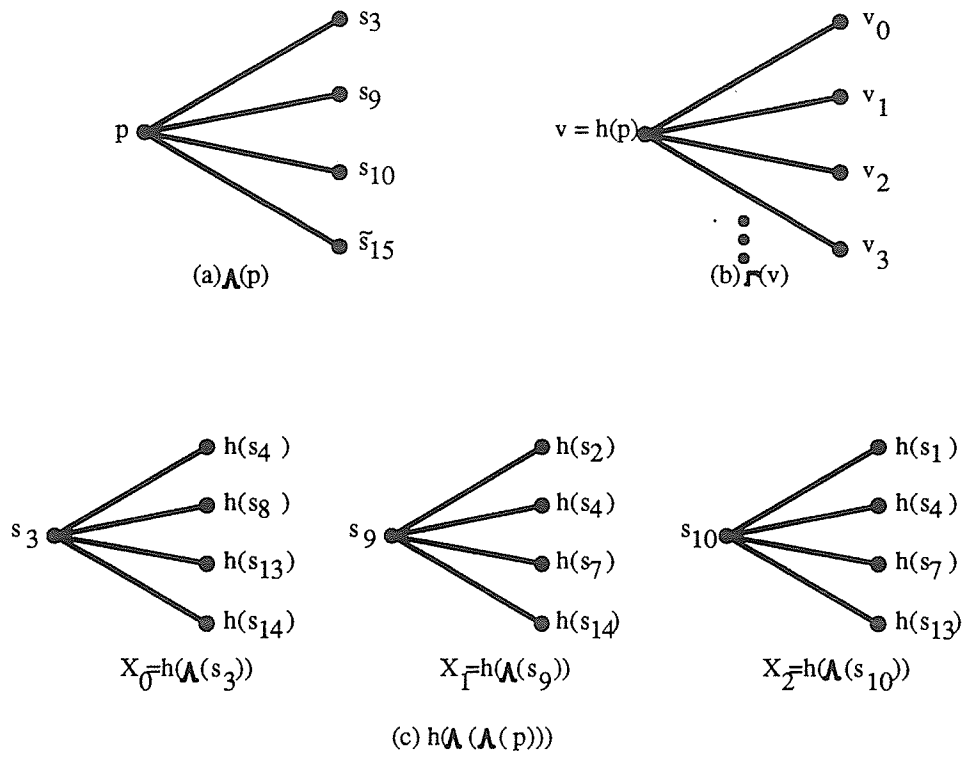 s3
s9
p
s10
s̃15
(a) Λ(p)
v0
v1
v = h(p)
v2
v3
(b) Γ(v)
h(s4)
h(s8)
s3
h(s13)
h(s14)
X0=h(Λ(s3))
h(s2)
h(s4)
s9
h(s7)
h(s14)
X1=h(Λ(s9))
h(s1)
h(s4)
s10
h(s7)
h(s13)
X2=h(Λ(s10))
(c) h(Λ(Λ(p)))